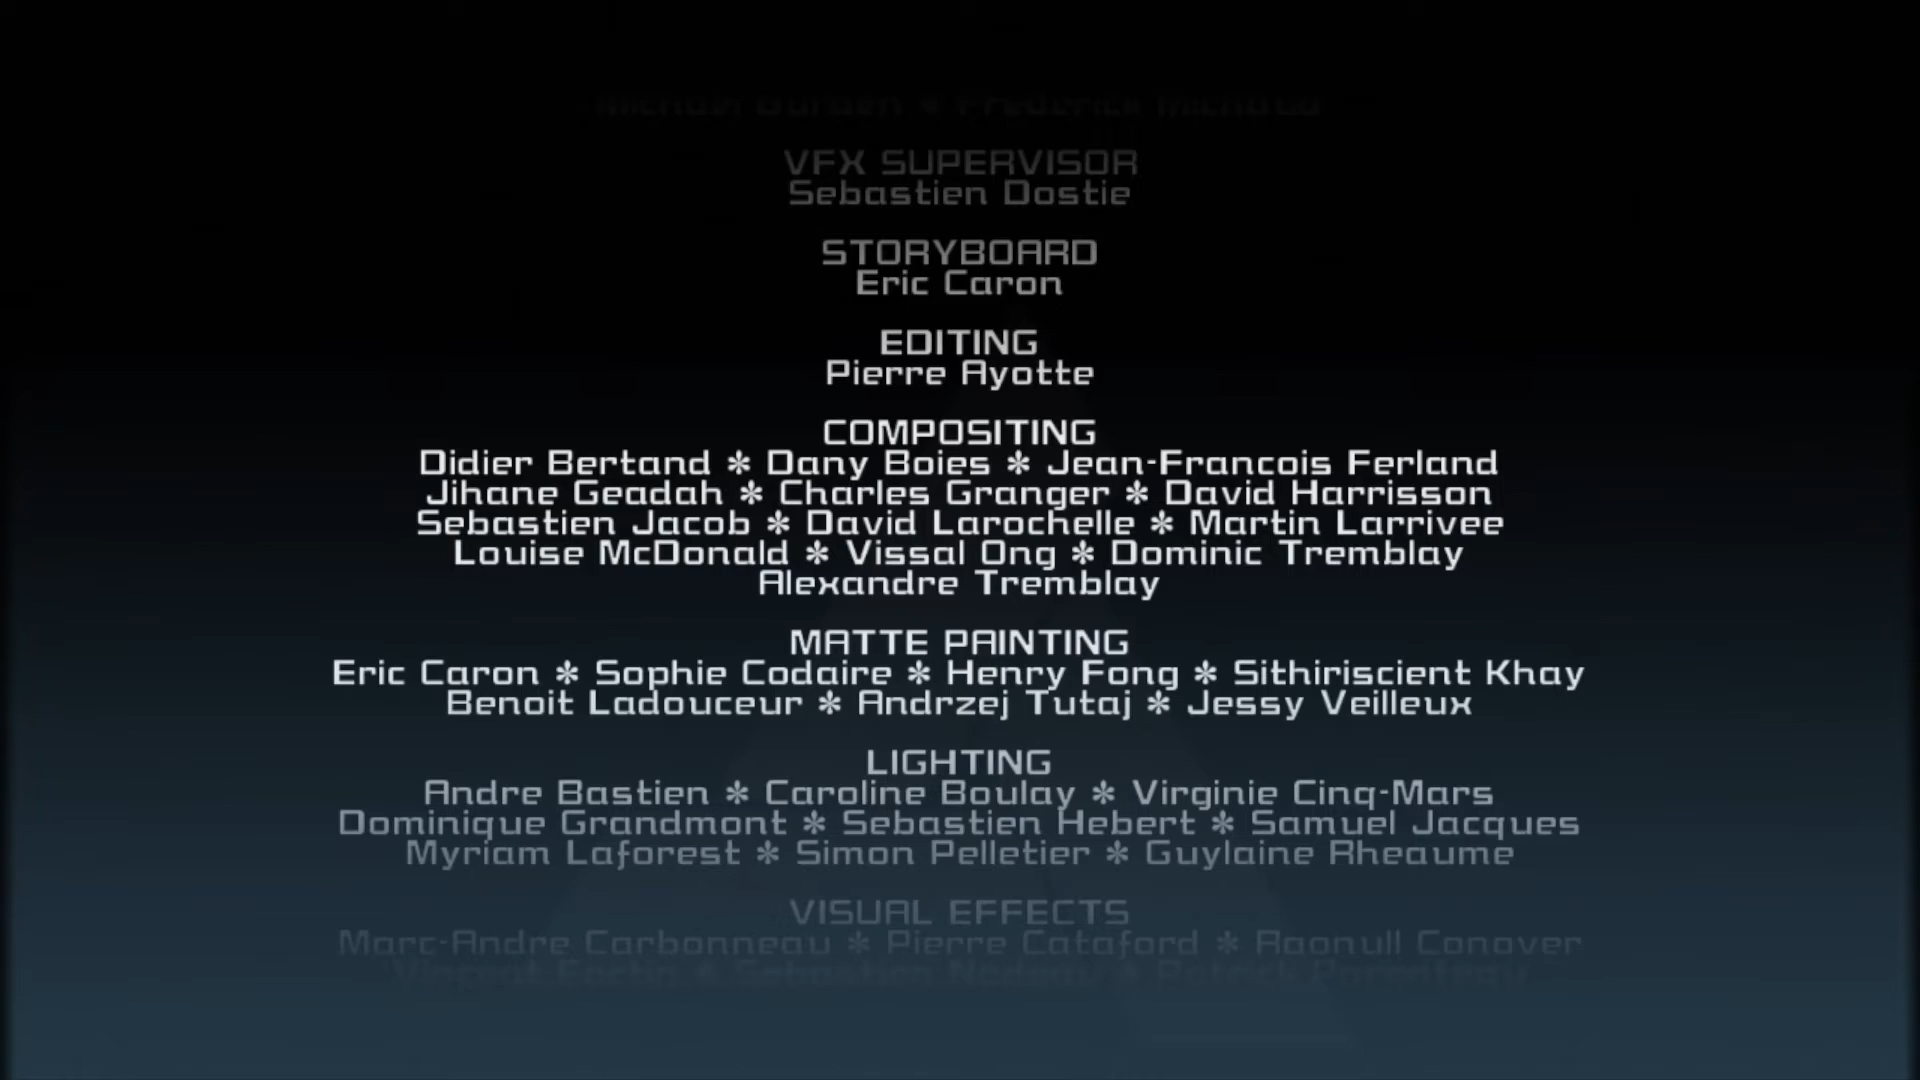 VFX SUPERVISOR
Sebastien Dostie
STORYBOARD
Eric Caron
EDITING
Pierre Ayotte
COMPOSITING
Didier Bertand * Dany Boies * Jean-Francois Ferland
Jihane Geadah * Charles Granger * David Harrisson
Sebastien Jacob * David Larochelle * Martin Larrivee
Louise McDonald * Vissal Ong * Dominic Tremblay
Alexandre Tremblay
MATTE PAINTING
Eric Caron * Sophie Codaire * Henry Fong * Sithiriscient Khay
Benoit Ladouceur * Andrzej Tutaj * Jessy Veilleux
LIGHTING
Andre Bastien * Caroline Boulay * Virginie Cinq-Mars
Dominique Grandmont * Sebastien Hebert * Samuel Jacques
Myriam Laforest * Simon Pelletier * Guylaine Rheaume
VISUAL EFFECTS
Marc-Andre Carbonneau * Pierre Cataford * Raonull Conover